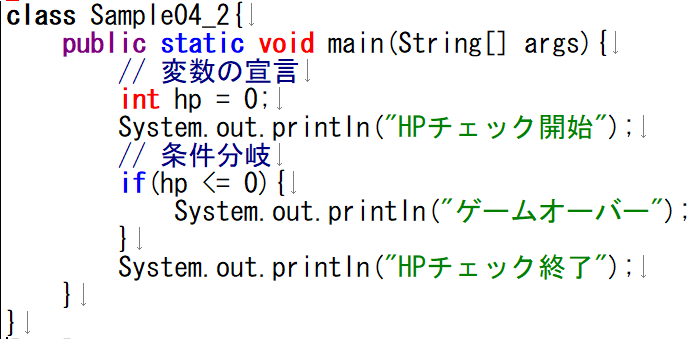 class Sample04_2{
    public static void main(String[] args){
        // 変数の宣言
        int hp = 0;
        System.out.println("HPチェック開始");
        // 条件分岐
        if(hp <= 0){
            System.out.println("ゲームオーバー");
        }
        System.out.println("HPチェック終了");
    }
}